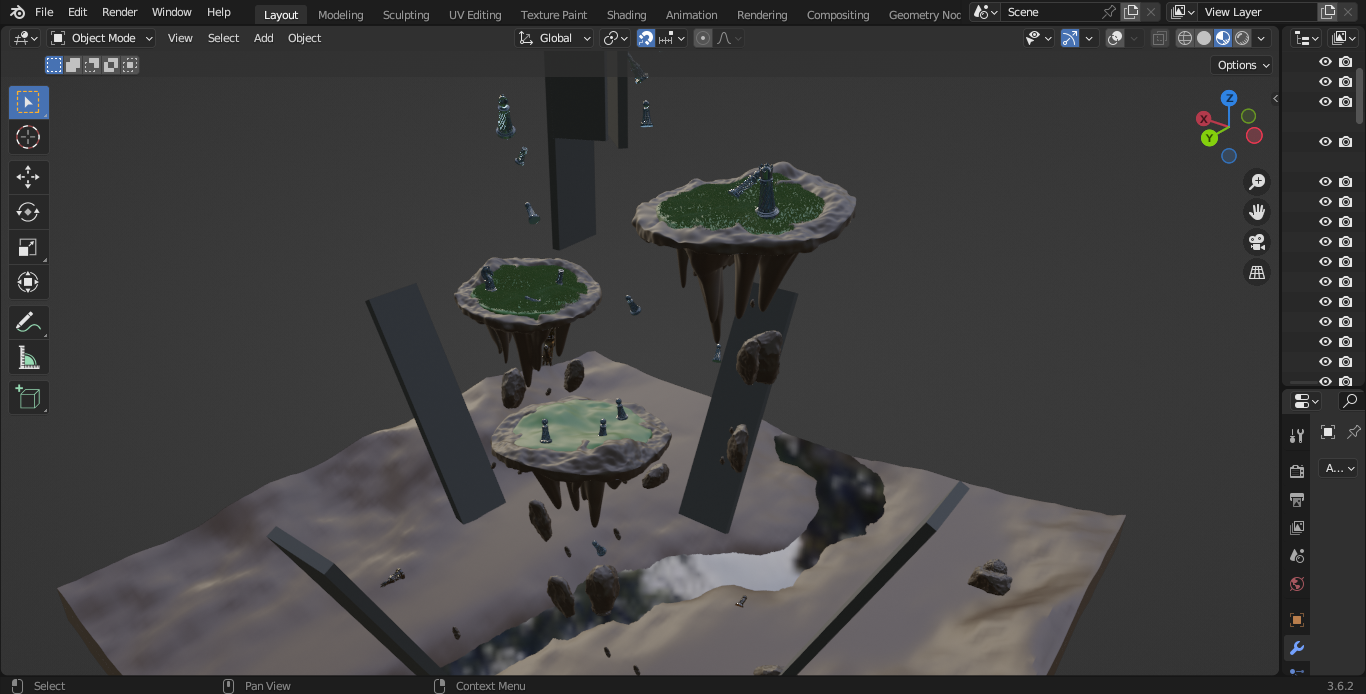 File Edit Render Window Help Layout Modeling Sculpting UV Editing Texture Paint Shading Animation Rendering Compositing Geometry Noc Scene View Layer
Object Mode View Select Add Object Global
Options
Z
X
Y
A...
Select Pan View Context Menu 3.6.2